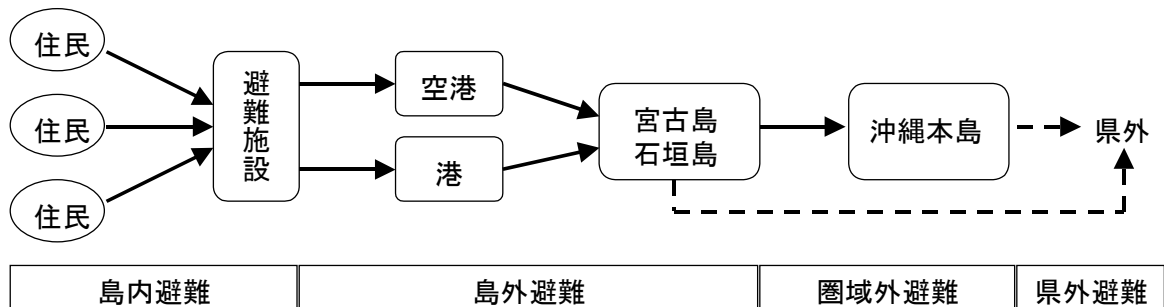 住民
住民
住民
避難施設
空港
港
宮古島
石垣島
沖縄本島
県外
島内避難
島外避難
圏域外避難
県外避難